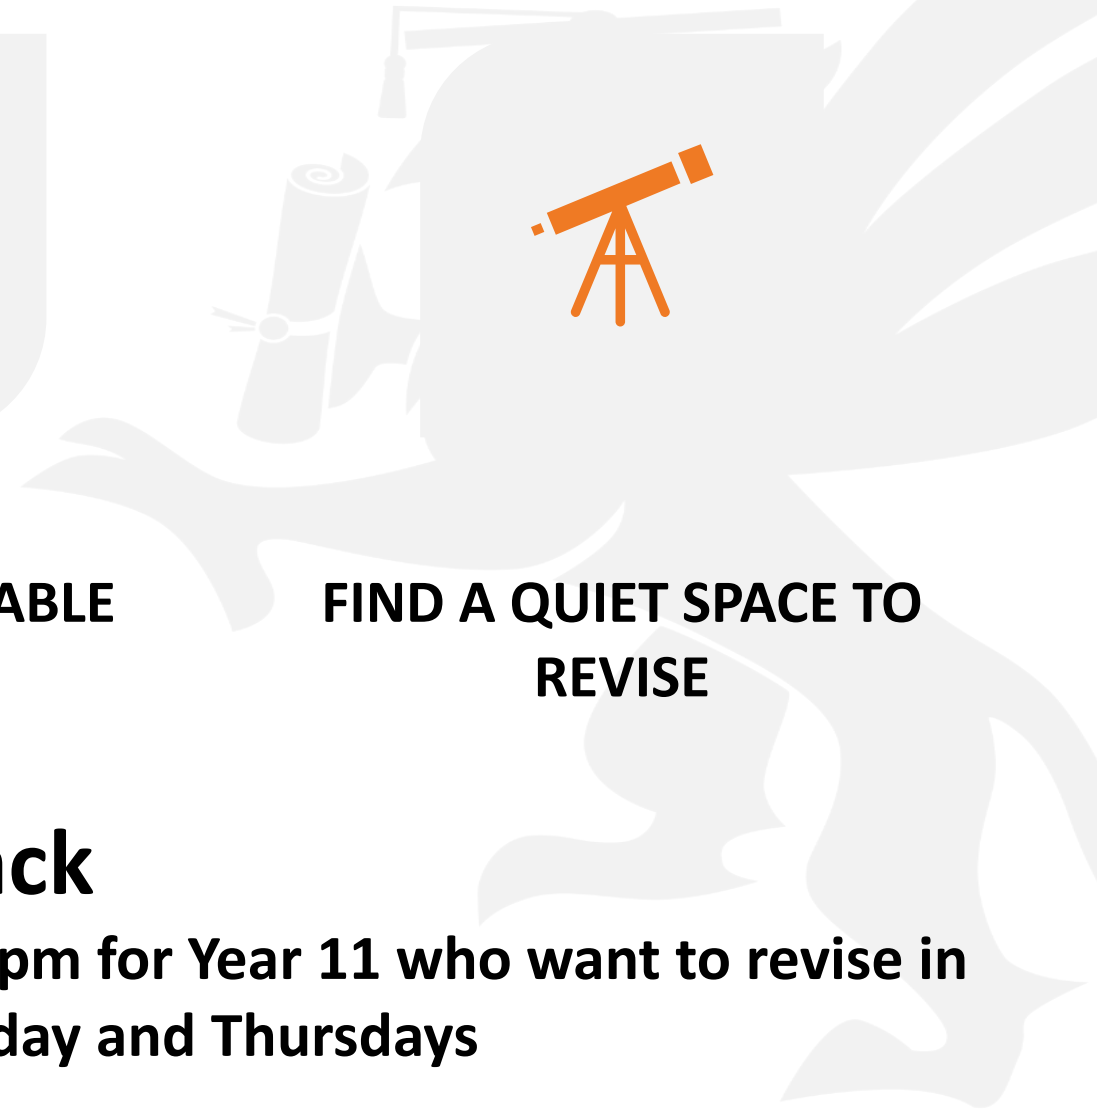 ABLE
FIND A QUIET SPACE TO
REVISE
ck
pm for Year 11 who want to revise in
day and Thursdays